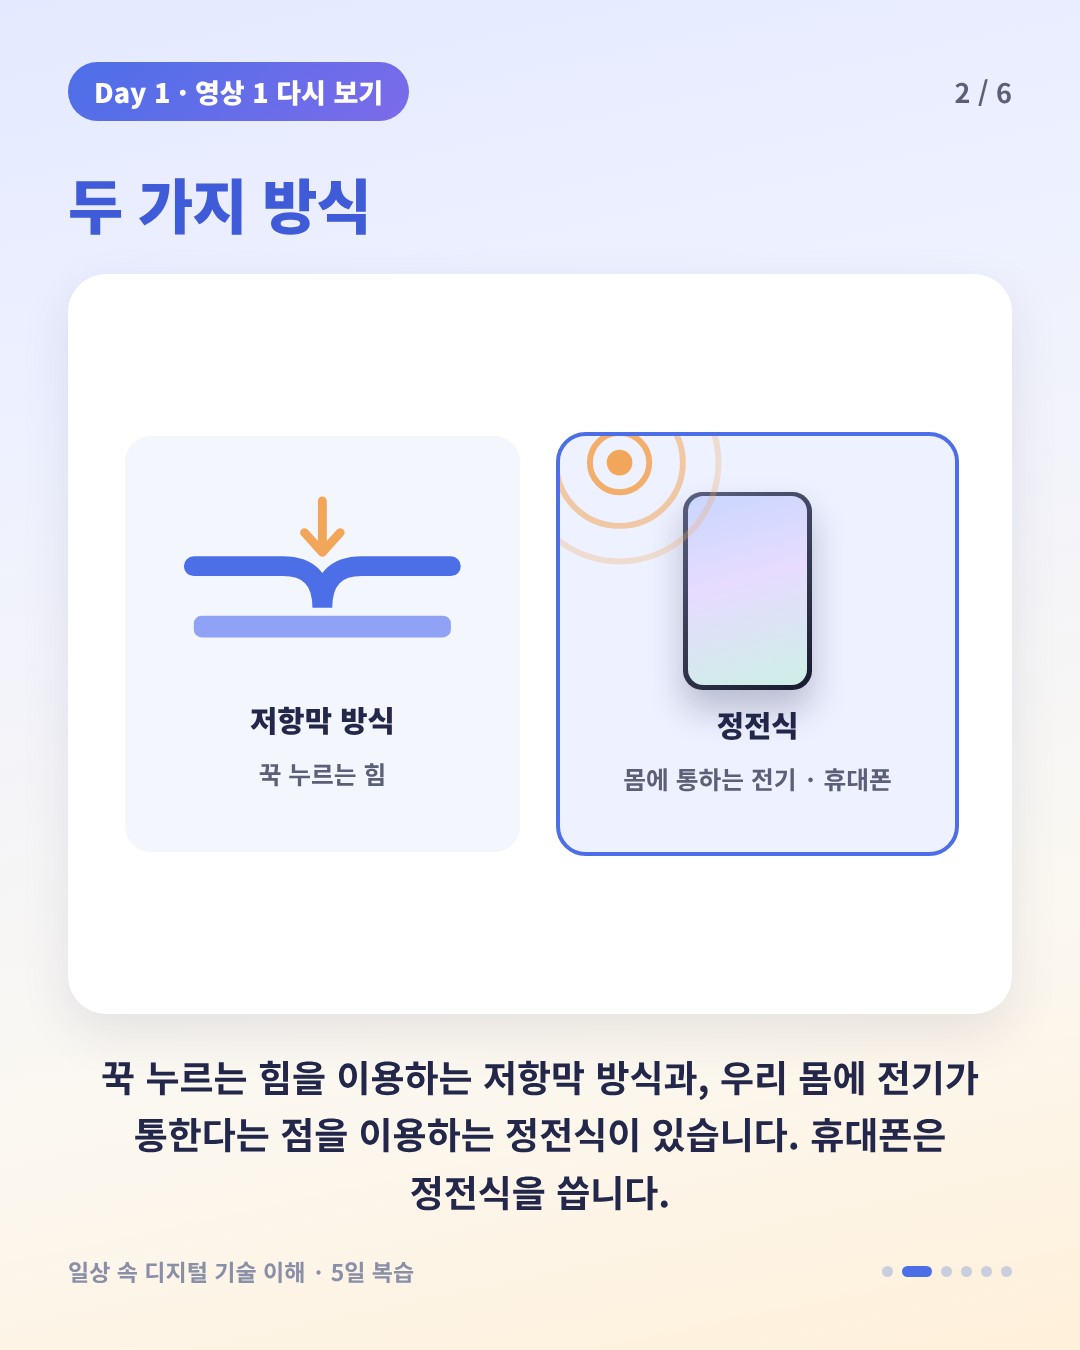 Day 1 · 영상 1 다시 보기
2 / 6
두 가지 방식
저항막 방식
꾹 누르는 힘
정전식
몸에 통하는 전기 · 휴대폰
꾹 누르는 힘을 이용하는 저항막 방식과, 우리 몸에 전기가
통한다는 점을 이용하는 정전식이 있습니다. 휴대폰은
정전식을 씁니다.
일상 속 디지털 기술 이해 · 5일 복습